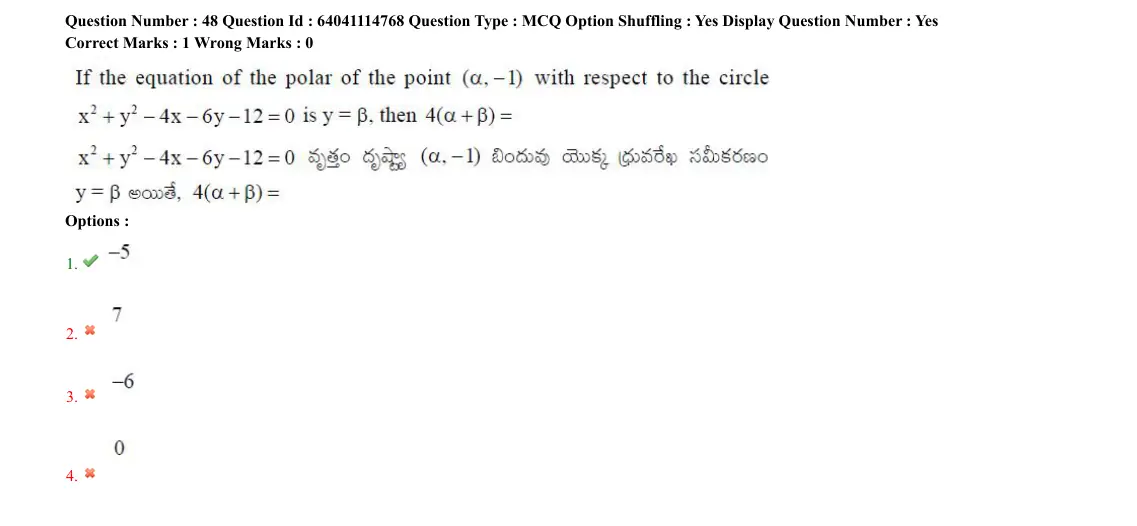 Question Number : 48 Question Id : 64041114768 Question Type : MCQ Option Shuffling : Yes Display Question Number : Yes
Correct Marks : 1 Wrong Marks : 0
If the equation of the polar of the point (α, −1) with respect to the circle
x² + y² − 4x − 6y − 12 = 0 is y = β, then 4(α + β) =
x² + y² − 4x − 6y − 12 = 0 వృత్తం దృష్ట్యా (α, −1) బిందువు యొక్క ధ్రువరేఖ సమీకరణం
y = β అయితే, 4(α + β) =
Options :
1. ✔ −5
2. ✖ 7
3. ✖ −6
4. ✖ 0